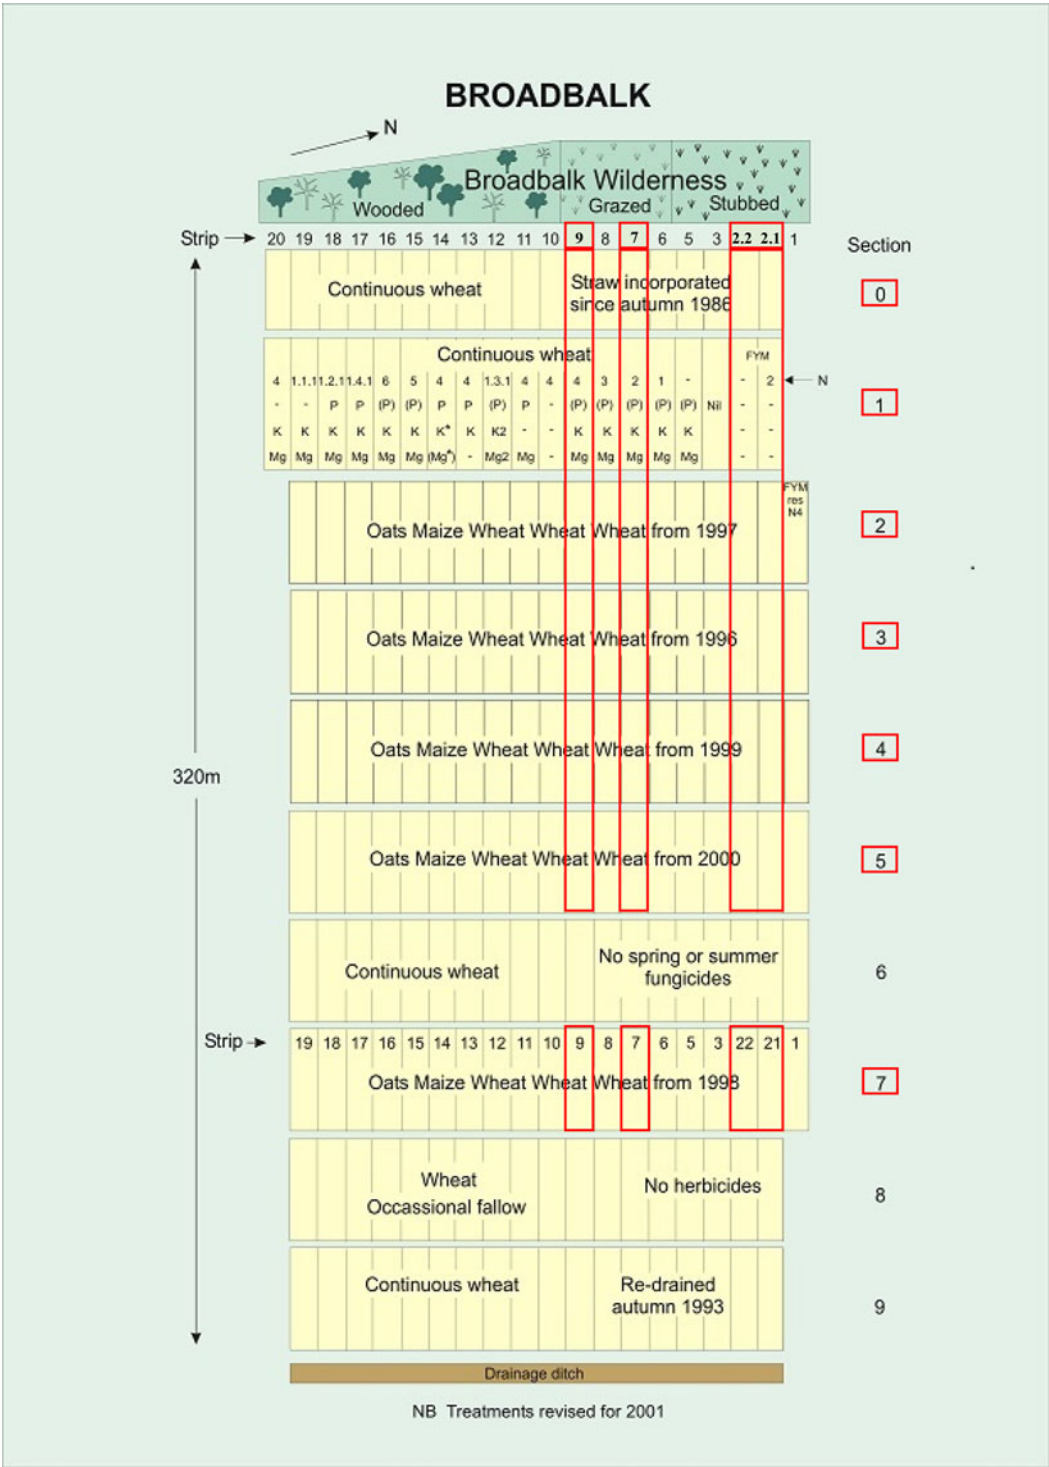 BROADBALK
N
Broadbalk Wilderness
Wooded Grazed Stubbed
Strip 20 19 18 17 16 15 14 13 12 11 10 9 8 7 6 5 3 2.2 2.1 1 Section
Continuous wheat Straw incorporated since autumn 1986 0
Continuous wheat FYM
4 1.1.1 1.2.1 1.4.1 6 5 4 4 1.3.1 4 4 4 3 2 1 - - 2 N
- - P P (P) (P) P P (P) P - (P) (P) (P) (P) (P) Nil - - 1
K K K K K K K* K K2 - - K K K K K - -
Mg Mg Mg Mg Mg Mg (Mg*) - Mg2 Mg - Mg Mg Mg Mg Mg - -
FYM
res
N4
Oats Maize Wheat Wheat Wheat from 1997 2
Oats Maize Wheat Wheat Wheat from 1996 3
Oats Maize Wheat Wheat Wheat from 1999 4
320m
Oats Maize Wheat Wheat Wheat from 2000 5
Continuous wheat No spring or summer fungicides 6
Strip 19 18 17 16 15 14 13 12 11 10 9 8 7 6 5 3 22 21 1
Oats Maize Wheat Wheat Wheat from 1998 7
Wheat
Occassional fallow No herbicides 8
Continuous wheat Re-drained autumn 1993 9
Drainage ditch
NB Treatments revised for 2001